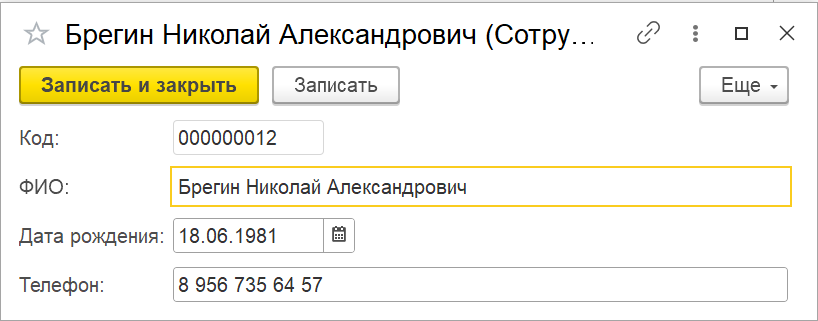 Брегин Николай Александрович (Сотру...
Записать и закрыть Записать Еще
Код: 000000012
ФИО: Брегин Николай Александрович
Дата рождения: 18.06.1981
Телефон: 8 956 735 64 57